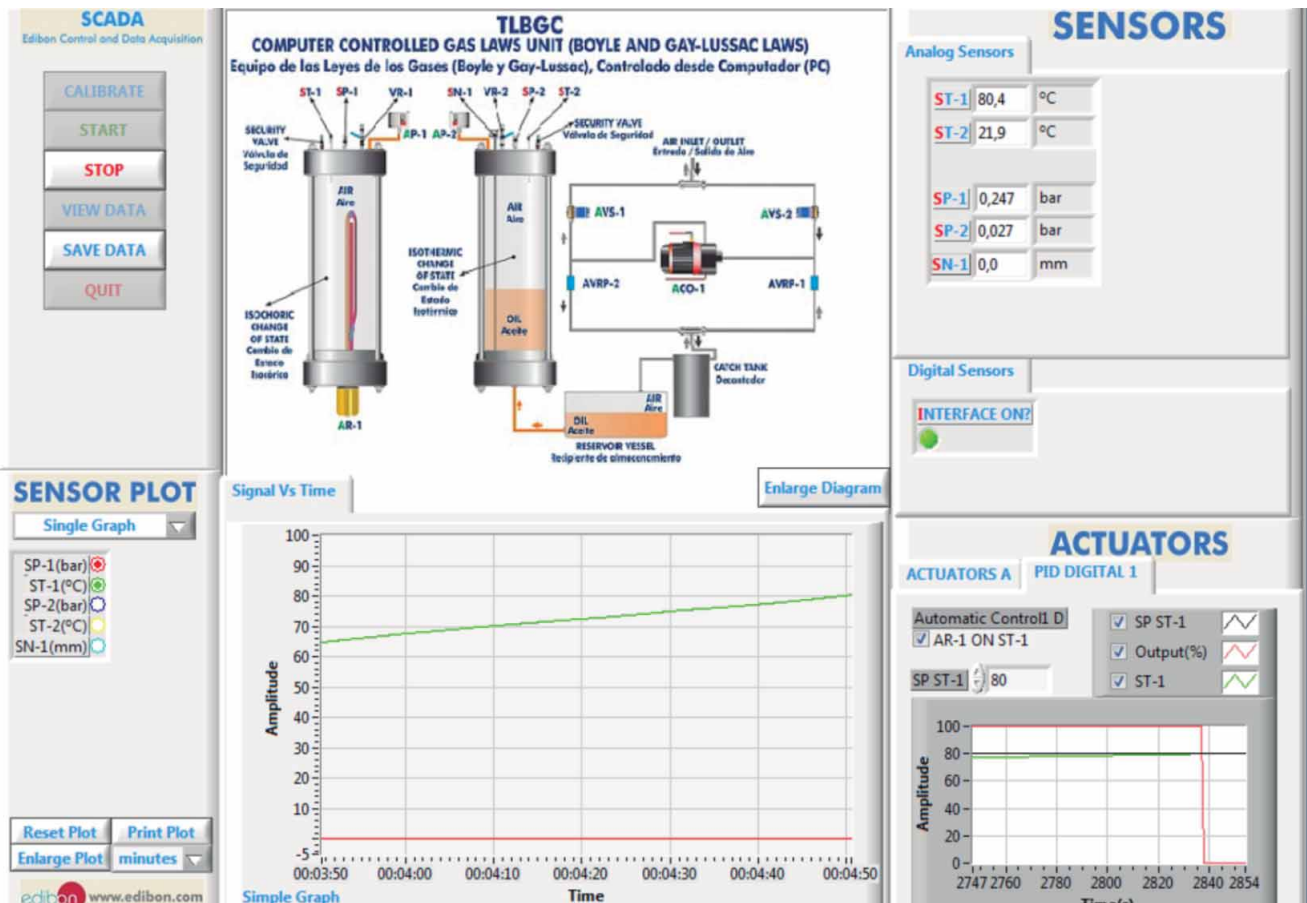 SCADA
Edibon Control and Data Acquisition
CALIBRATE
START
STOP
VIEW DATA
SAVE DATA
QUIT
TLBGC
COMPUTER CONTROLLED GAS LAWS UNIT (BOYLE AND GAY-LUSSAC LAWS)
Equipo de las Leyes de los Gases (Boyle y Gay-Lussac), Controlado desde Computador (PC)
ST-1 SP-1 VR-1 SN-1 VR-2 SP-2 ST-2
AP-1 AP-2
SECURITY
VALVE
Válvula de
Seguridad
SECURITY VALVE
Válvula de Seguridad
AIR INLET / OUTLET
Entrada / Salida de Aire
AIR
Aire
AIR
Aire
AVS-1
AVS-2
ISOTHERMIC
CHANGE
OF STATE
Cambio de
Estado
Isotérmico
AVRP-2
ACO-1
AVRP-1
ISOCHORIC
CHANGE
OF STATE
Cambio de
Estado
Isocórico
OIL
Aceite
CATCH TANK
Decantador
AIR
Aire
OIL
Aceite
AR-1
RESERVOIR VESSEL
Recipiente de almacenamiento
Enlarge Diagram
SENSORS
Analog Sensors
ST-1 80,4 ºC
ST-2 21,9 ºC
SP-1 0,247 bar
SP-2 0,027 bar
SN-1 0,0 mm
Digital Sensors
INTERFACE ON?
SENSOR PLOT
Single Graph
SP-1(bar)
ST-1(ºC)
SP-2(bar)
ST-2(ºC)
SN-1(mm)
Reset Plot Print Plot
Enlarge Plot minutes
edibon www.edibon.com
Signal Vs Time
Amplitude
100
90
80
70
60
50
40
30
20
10
-5
00:03:50 00:04:00 00:04:10 00:04:20 00:04:30 00:04:40 00:04:50
Simple Graph
Time
ACTUATORS
ACTUATORS A PID DIGITAL 1
Automatic Control1 D
AR-1 ON ST-1
SP ST-1 80
SP ST-1
Output(%)
ST-1
Amplitude
100
80
60
40
20
0
2747 2760 2780 2800 2820 2840 2854
Time(s)